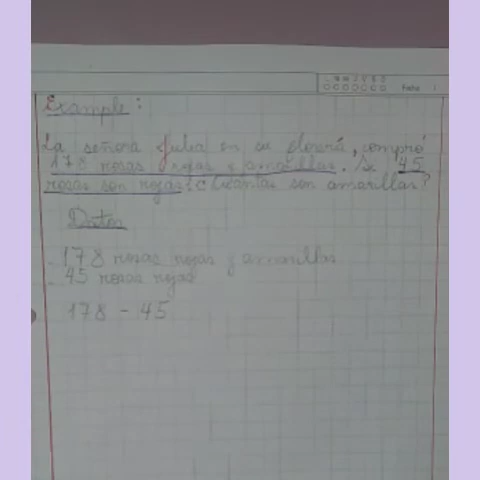 Fecha
Example:
La señora Julia en su florería, compró
178 rosas rojas y amarillas. Si 45
rosas son rojas ¿Cuántas son amarillas?
Datos
- 178 rosas rojas y amarillas
- 45 rosas rojas
178 - 45